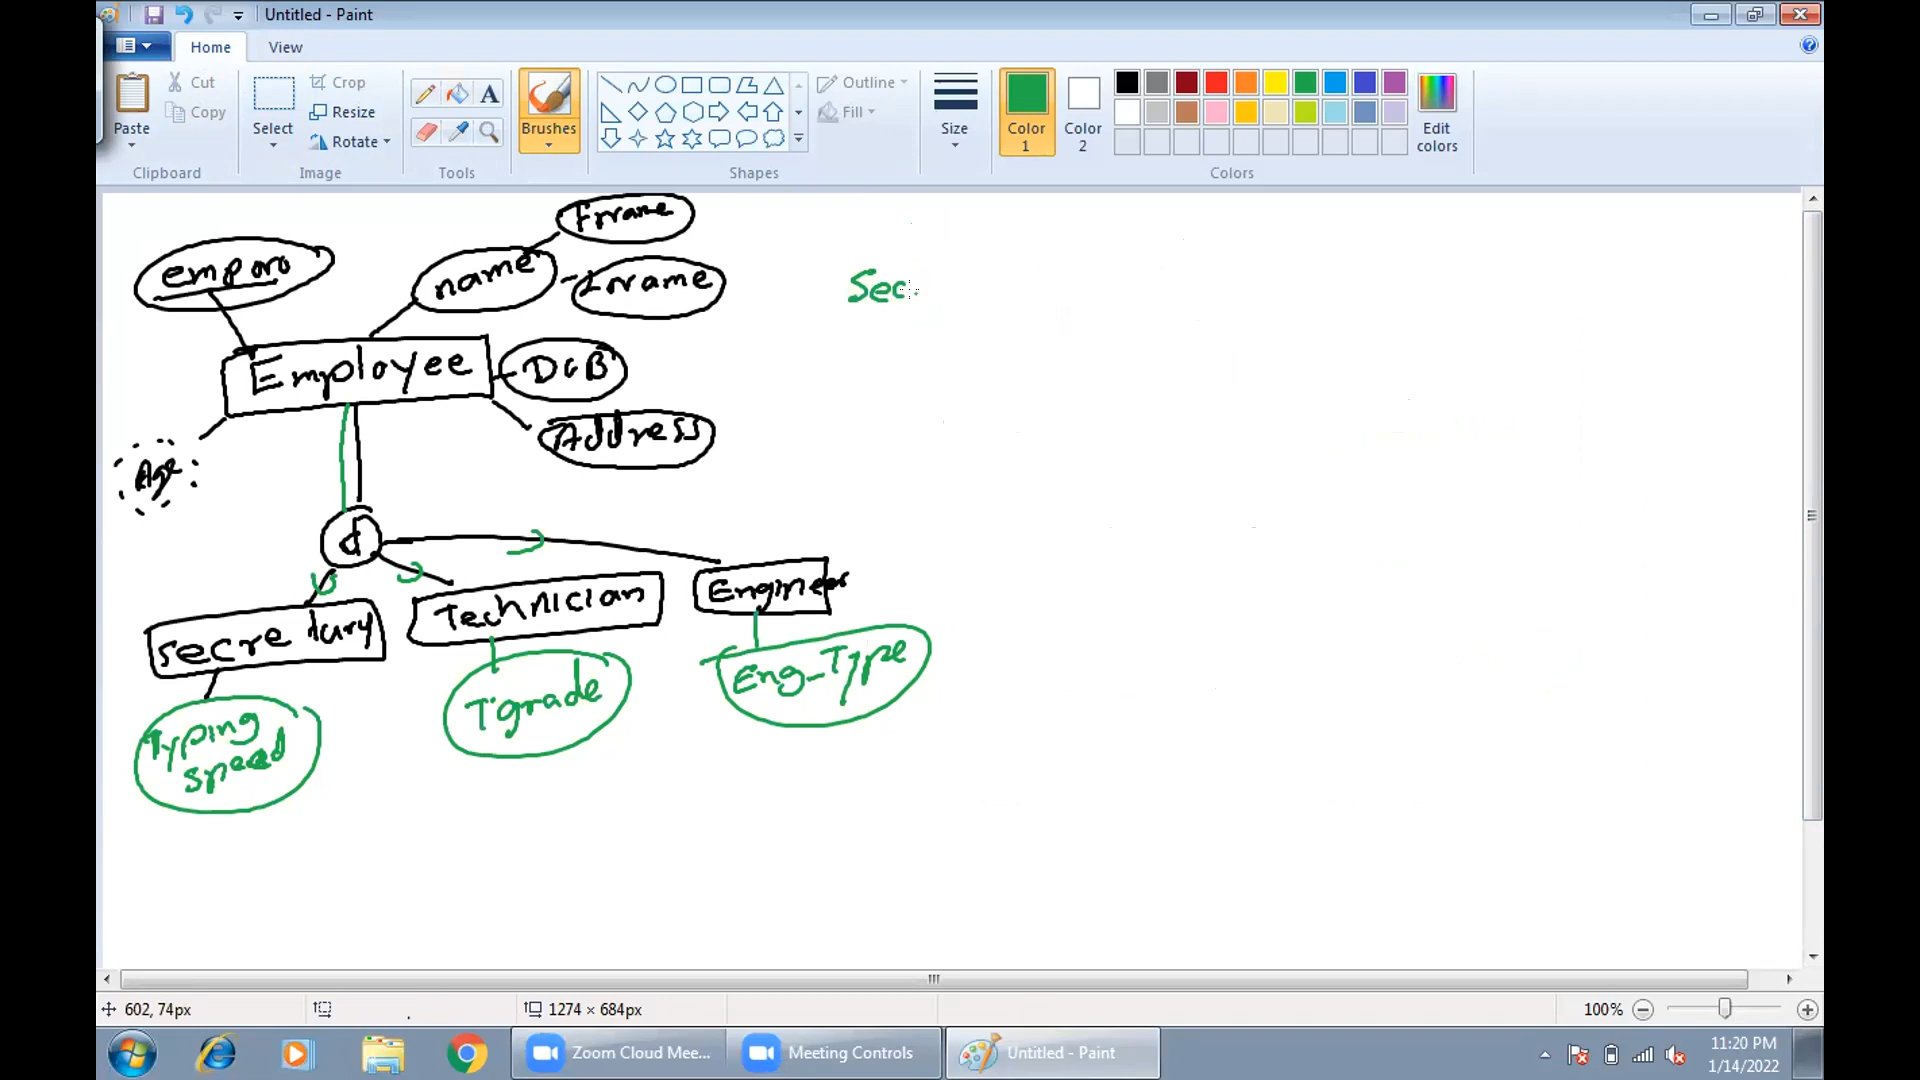 Untitled - Paint
Home
View
Paste
Cut
Copy
Clipboard
Select
Crop
Resize
Rotate
Image
Tools
Brushes
Shapes
Outline
Fill
Size
Color 1
Color 2
Edit colors
Colors
Fname
name
Lname
Sec
Employee
DOB
Address
Age
d
secretary
Technician
Engineer
Typing speed
Tgrade
Eng-Type
602, 74px
1274 × 684px
100%
Zoom Cloud Mee...
Meeting Controls
Untitled - Paint
11:20 PM
1/14/2022